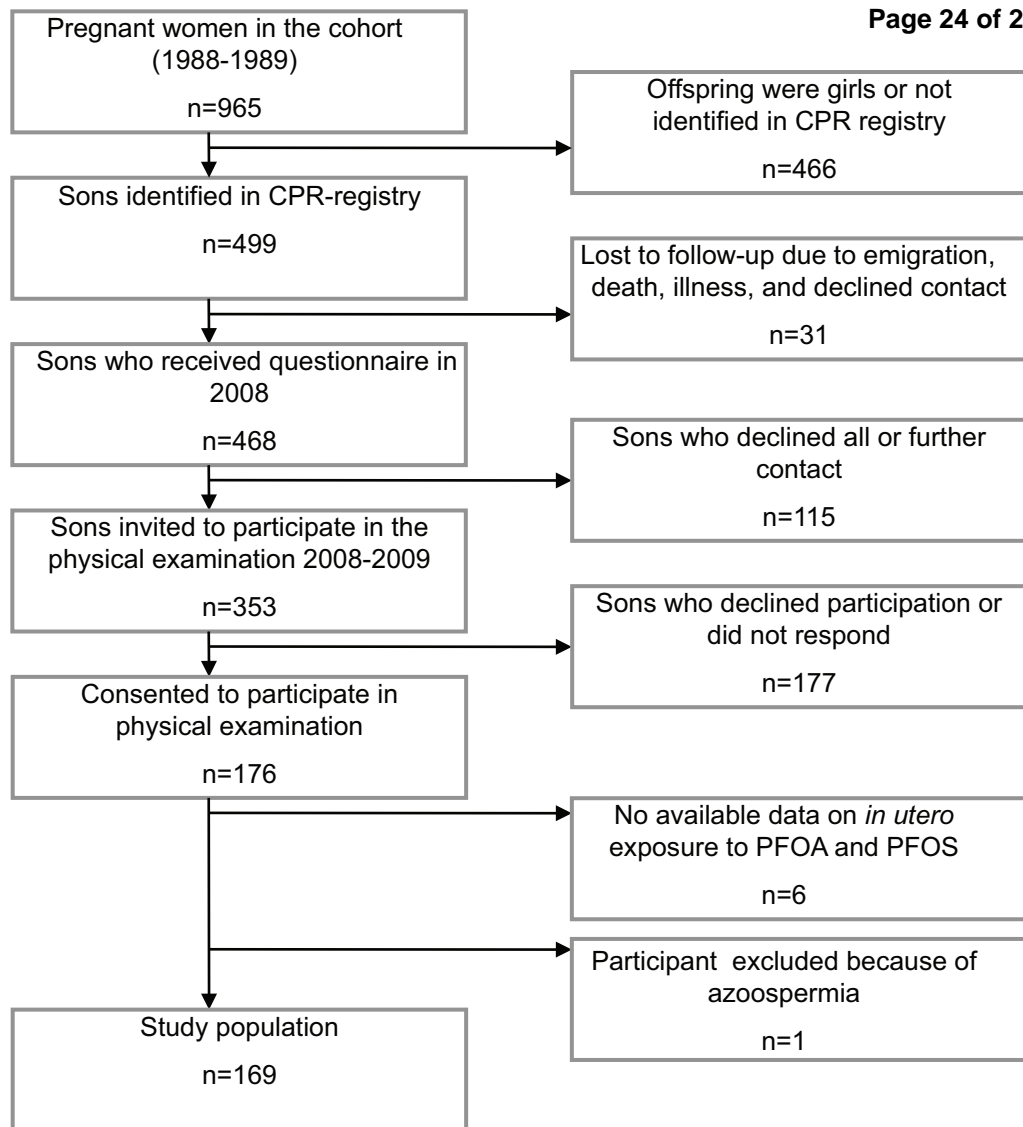 Page 24 of 2
Pregnant women in the cohort
(1988-1989)
n=965
Offspring were girls or not
identified in CPR registry
n=466
Sons identified in CPR-registry
n=499
Lost to follow-up due to emigration,
death, illness, and declined contact
n=31
Sons who received questionnaire in
2008
n=468
Sons who declined all or further
contact
n=115
Sons invited to participate in the
physical examination 2008-2009
n=353
Sons who declined participation or
did not respond
n=177
Consented to participate in
physical examination
n=176
No available data on in utero
exposure to PFOA and PFOS
n=6
Participant excluded because of
azoospermia
n=1
Study population
n=169